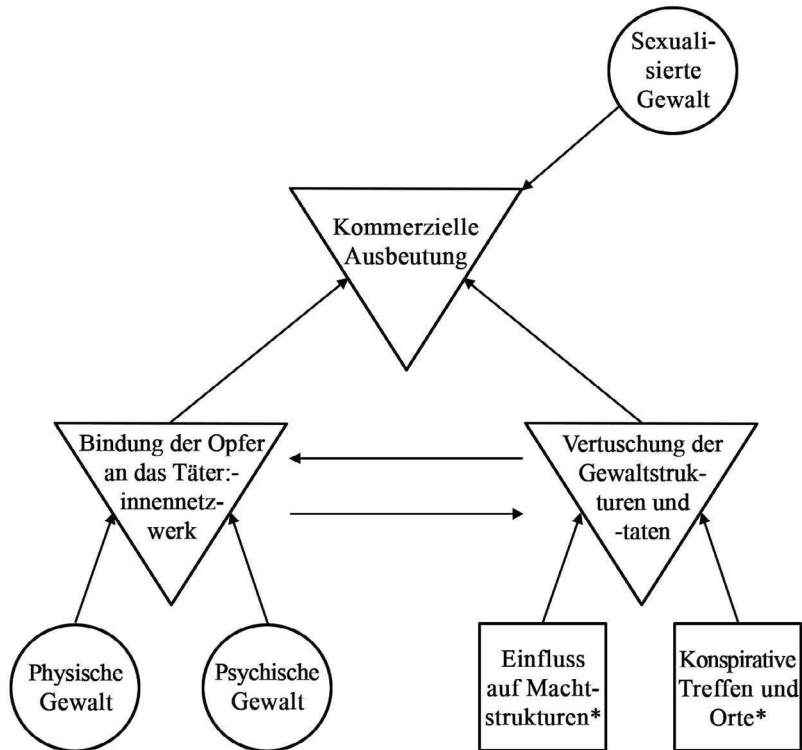 Sexuali-
sierte
Gewalt
Kommerzielle
Ausbeutung
Bindung der Opfer
an das Täter:-
innennetz-
werk
Vertuschung der
Gewaltstruk-
turen und
-taten
Physische
Gewalt
Psychische
Gewalt
Einfluss
auf Macht-
strukturen*
Konspirative
Treffen und
Orte*